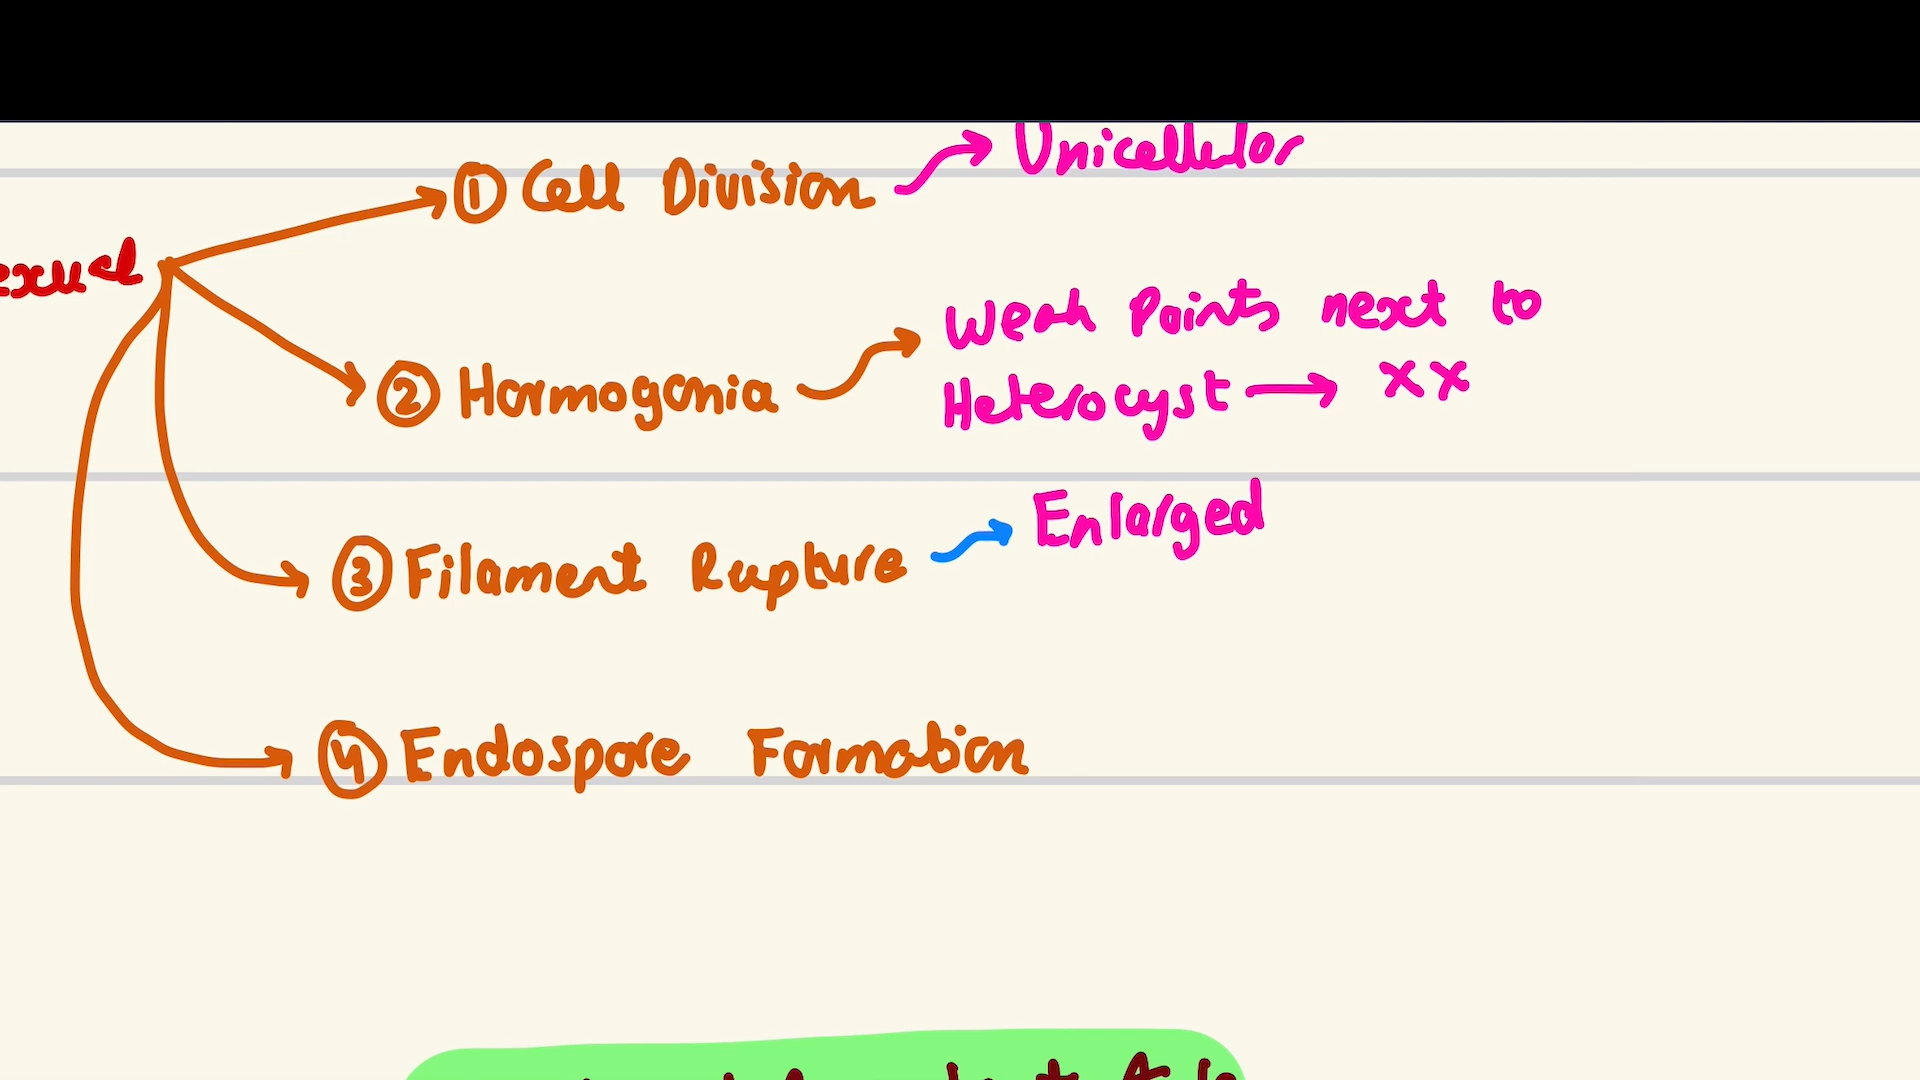 Unicellular
① Cell Division
exual
Weak Points next to
② Hormogonia
Heterocyst → xx
Enlarged
③ Filament Rupture
④ Endospore Formation